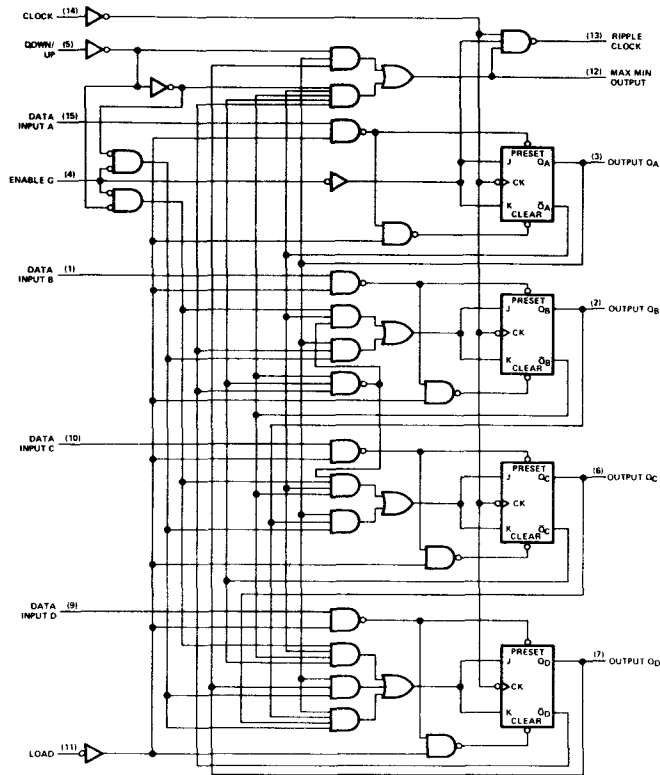 CLOCK (14)
(13) RIPPLE
CLOCK
DOWN/ (5)
UP
(12) MAX MIN
OUTPUT
DATA (15)
INPUT A
PRESET
J QA
(3) OUTPUT QA
CK
K Q̅A
CLEAR
ENABLE G (4)
DATA (1)
INPUT B
PRESET
J QB
(2) OUTPUT QB
CK
K Q̅B
CLEAR
DATA (10)
INPUT C
PRESET
J QC
(6) OUTPUT QC
CK
K Q̅C
CLEAR
DATA (9)
INPUT D
PRESET
J QD
(7) OUTPUT QD
CK
K Q̅D
CLEAR
LOAD (11)